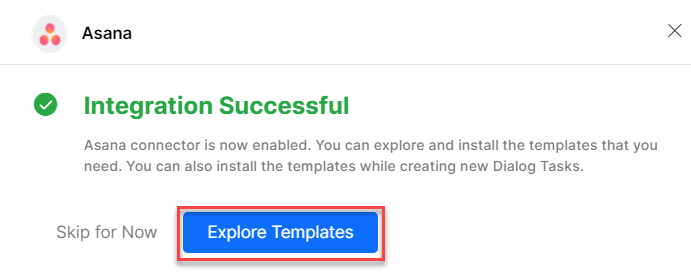 Asana
Integration Successful
Asana connector is now enabled. You can explore and install the templates that you
need. You can also install the templates while creating new Dialog Tasks.
Skip for Now
Explore Templates